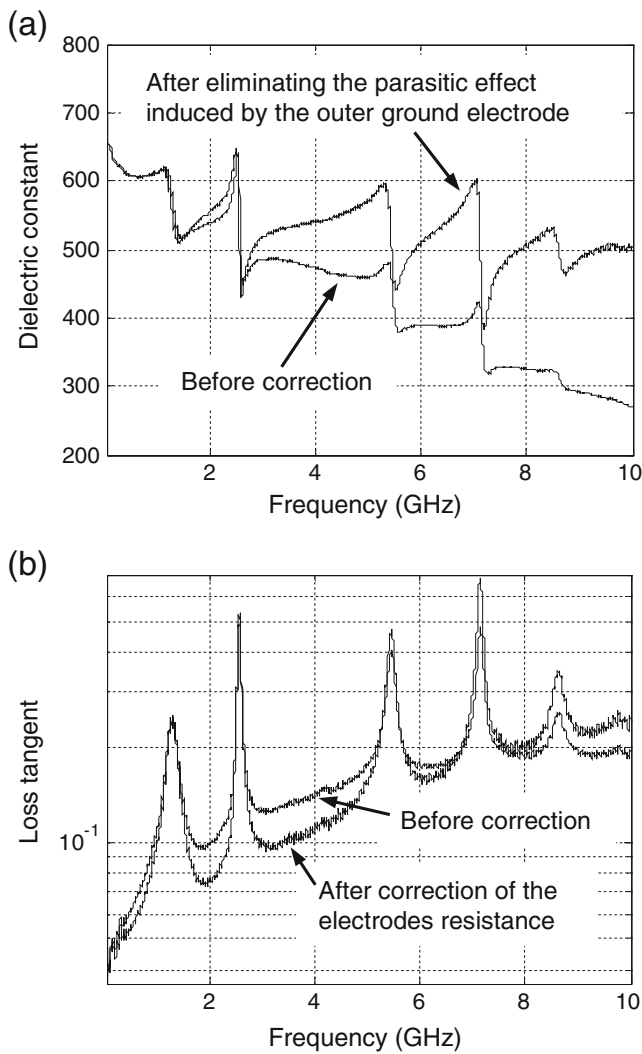 (a)
800
700
600
500
400
300
200
Dielectric constant
After eliminating the parasitic effect
induced by the outer ground electrode
Before correction
2
4
6
8
10
Frequency (GHz)
(b)
Loss tangent
10⁻¹
Before correction
After correction of the
electrodes resistance
2
4
6
8
10
Frequency (GHz)